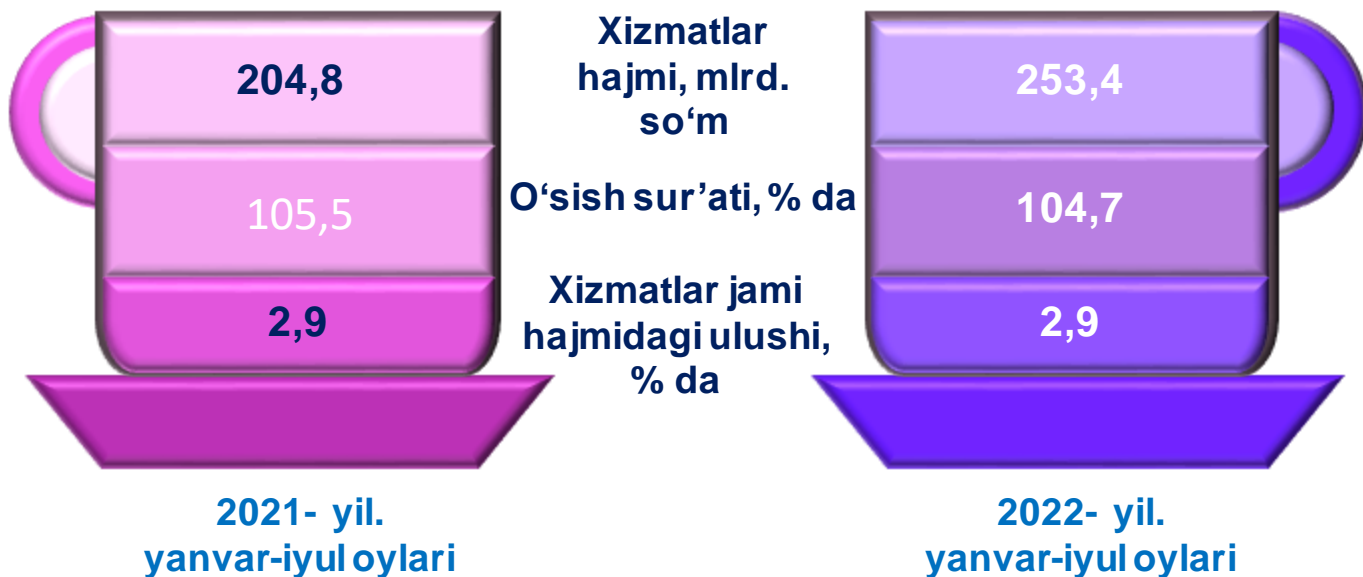 204,8
105,5
2,9
Xizmatlar
hajmi, mlrd.
so‘m
O‘sish sur’ati, % da
Xizmatlar jami
hajmidagi ulushi,
% da
253,4
104,7
2,9
2021- yil.
yanvar-iyul oylari
2022- yil.
yanvar-iyul oylari